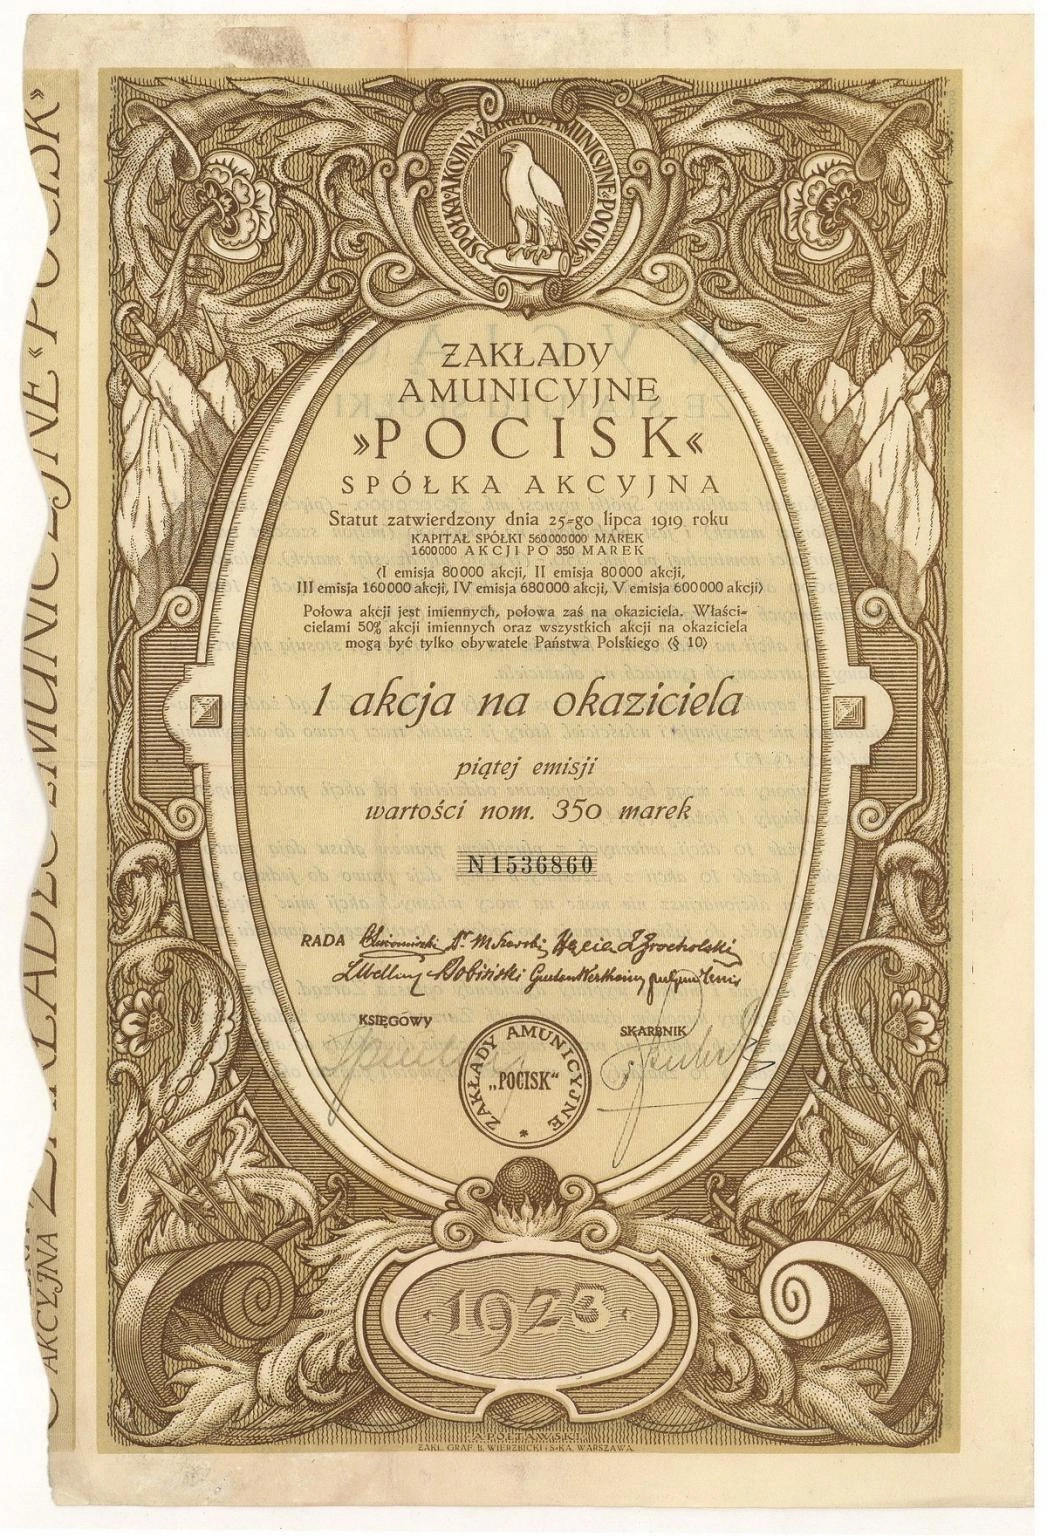 SPÓŁKA·AKCYJNA·ZAKŁADY·AMUNICYJNE·POCISK·
ZAKŁADY
AMUNICYJNE
»POCISK«
SPÓŁKA AKCYJNA
Statut zatwierdzony dnia 25-go lipca 1919 roku
KAPITAŁ SPÓŁKI 560000000 MAREK
1600000 AKCJI PO 350 MAREK
(I emisja 80000 akcji, II emisja 80000 akcji,
III emisja 160000 akcji, IV emisja 680000 akcji, V emisja 600000 akcji)
Połowa akcji jest imiennych, połowa zaś na okaziciela. Właści-
cielami 50% akcji imiennych oraz wszystkich akcji na okaziciela
mogą być tylko obywatele Państwa Polskiego (§ 10)
1 akcja na okaziciela
piątej emisji
wartości nom. 350 marek
N1536860
RADA
KSIĘGOWY
SKARBNIK
ZAKŁADY AMUNICYJNE
„POCISK“
1923
A. PÓŁTAWSKI
ZAKŁ. GRAF. B. WIERZBICKI i S-KA, WARSZAWA
AMUNICYJNE «POCISK»
AKCYJNA